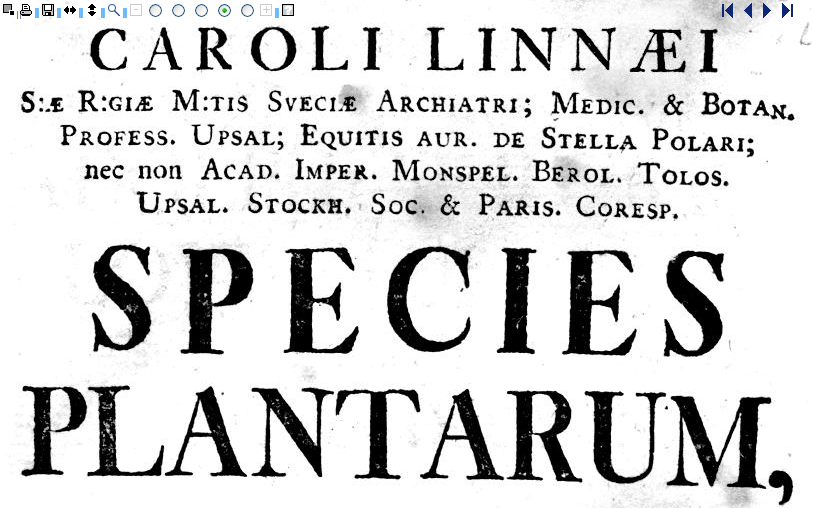 CAROLI LINNÆI
S:Æ R:GIÆ M:TIS SVECIÆ ARCHIATRI; MEDIC. & BOTAN.
PROFESS. UPSAL; EQUITIS AUR. DE STELLA POLARI;
nec non ACAD. IMPER. MONSPEL. BEROL. TOLOS.
UPSAL. STOCKH. SOC. & PARIS. CORESP.
SPECIES
PLANTARUM,